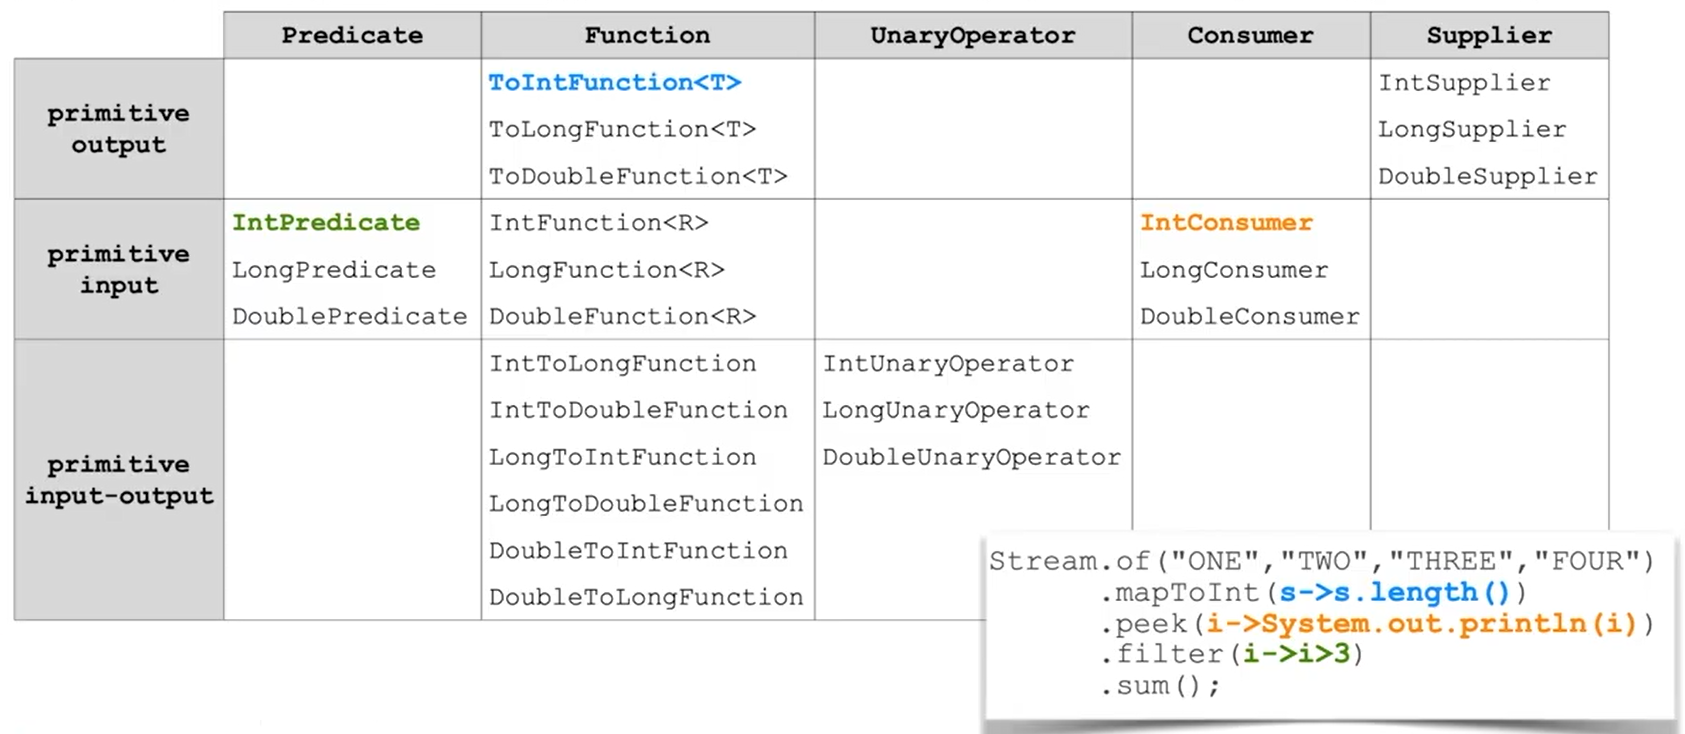 Predicate Function UnaryOperator Consumer Supplier
primitive
output
ToIntFunction<T>
ToLongFunction<T>
ToDoubleFunction<T>
IntSupplier
LongSupplier
DoubleSupplier
primitive
input
IntPredicate
LongPredicate
DoublePredicate
IntFunction<R>
LongFunction<R>
DoubleFunction<R>
IntConsumer
LongConsumer
DoubleConsumer
primitive
input-output
IntToLongFunction
IntToDoubleFunction
LongToIntFunction
LongToDoubleFunction
DoubleToIntFunction
DoubleToLongFunction
IntUnaryOperator
LongUnaryOperator
DoubleUnaryOperator
Stream.of("ONE","TWO","THREE","FOUR")
.mapToInt(s->s.length())
.peek(i->System.out.println(i))
.filter(i->i>3)
.sum();